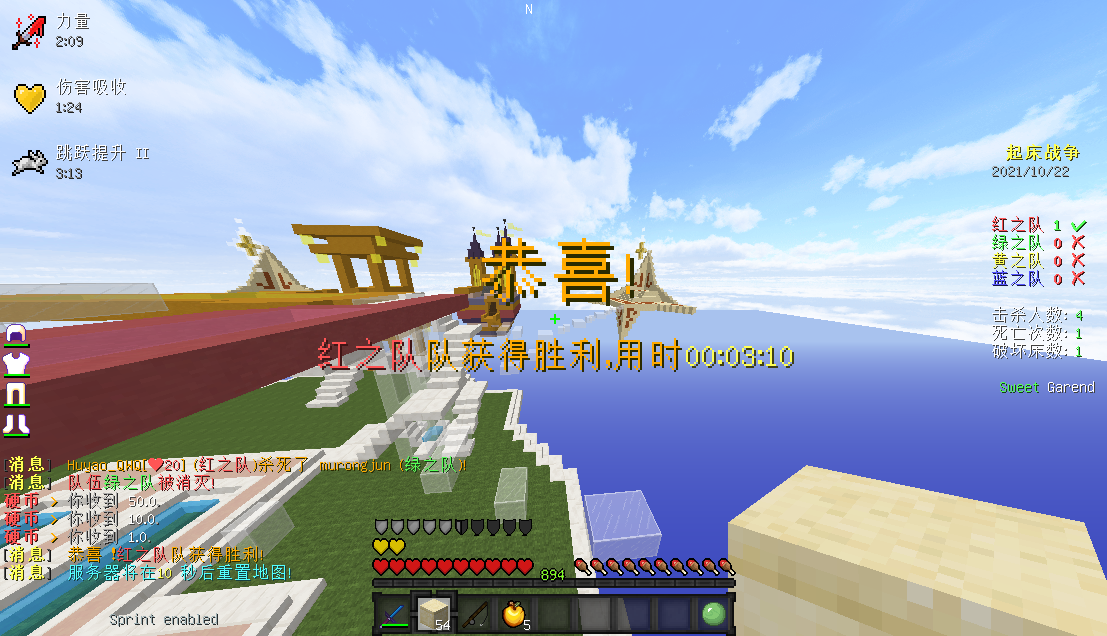 N
力量
2:09
伤害吸收
1:24
跳跃提升 II
3:13
起床战争
2021/10/22
红之队 1 ✔
绿之队 0 ✘
黄之队 0 ✘
蓝之队 0 ✘
击杀人数: 4
死亡次数: 1
破坏床数: 1
Sweet Garend
恭喜!
红之队队获得胜利,用时00:03:10
[消息] Huyao_QWQ[❤20] (红之队)杀死了 murongjun (绿之队)!
[消息] 队伍绿之队被消灭!
硬币 > 你收到 50.0.
硬币 > 你收到 10.0.
硬币 > 你收到 1.0.
[消息] 恭喜 !红之队队获得胜利!
[消息] 服务器将在10 秒后重置地图!
894
54
5
Sprint enabled